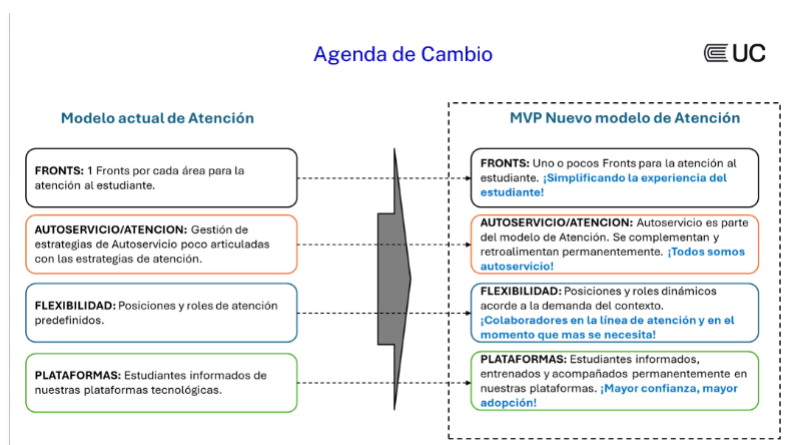 Agenda de Cambio
UC
Modelo actual de Atención
FRONTS: 1 Fronts por cada área para la
atención al estudiante.
AUTOSERVICIO/ATENCION: Gestión de
estrategias de Autoservicio poco articuladas
con las estrategias de atención.
FLEXIBILIDAD: Posiciones y roles de atención
predefinidos.
PLATAFORMAS: Estudiantes informados de
nuestras plataformas tecnológicas.
MVP Nuevo modelo de Atención
FRONTS: Uno o pocos Fronts para la atención al
estudiante. ¡Simplificando la experiencia del
estudiante!
AUTOSERVICIO/ATENCION: Autoservicio es parte
del modelo de Atención. Se complementan y
retroalimentan permanentemente. ¡Todos somos
autoservicio!
FLEXIBILIDAD: Posiciones y roles dinámicos
acorde a la demanda del contexto.
¡Colaboradores en la línea de atención y en el
momento que mas se necesita!
PLATAFORMAS: Estudiantes informados,
entrenados y acompañados permanentemente en
nuestras plataformas. ¡Mayor confianza, mayor
adopción!